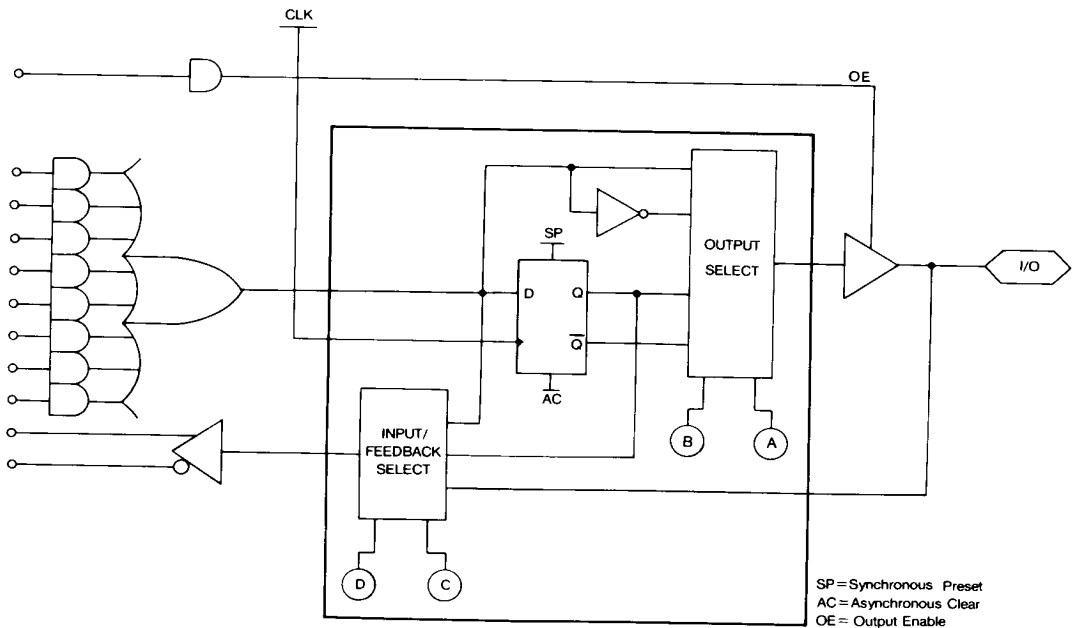 CLK
OE
SP
OUTPUT
SELECT
I/O
D
Q
Q̅
AC
B
A
INPUT/
FEEDBACK
SELECT
D
C
SP=Synchronous Preset
AC=Asynchronous Clear
OE= Output Enable